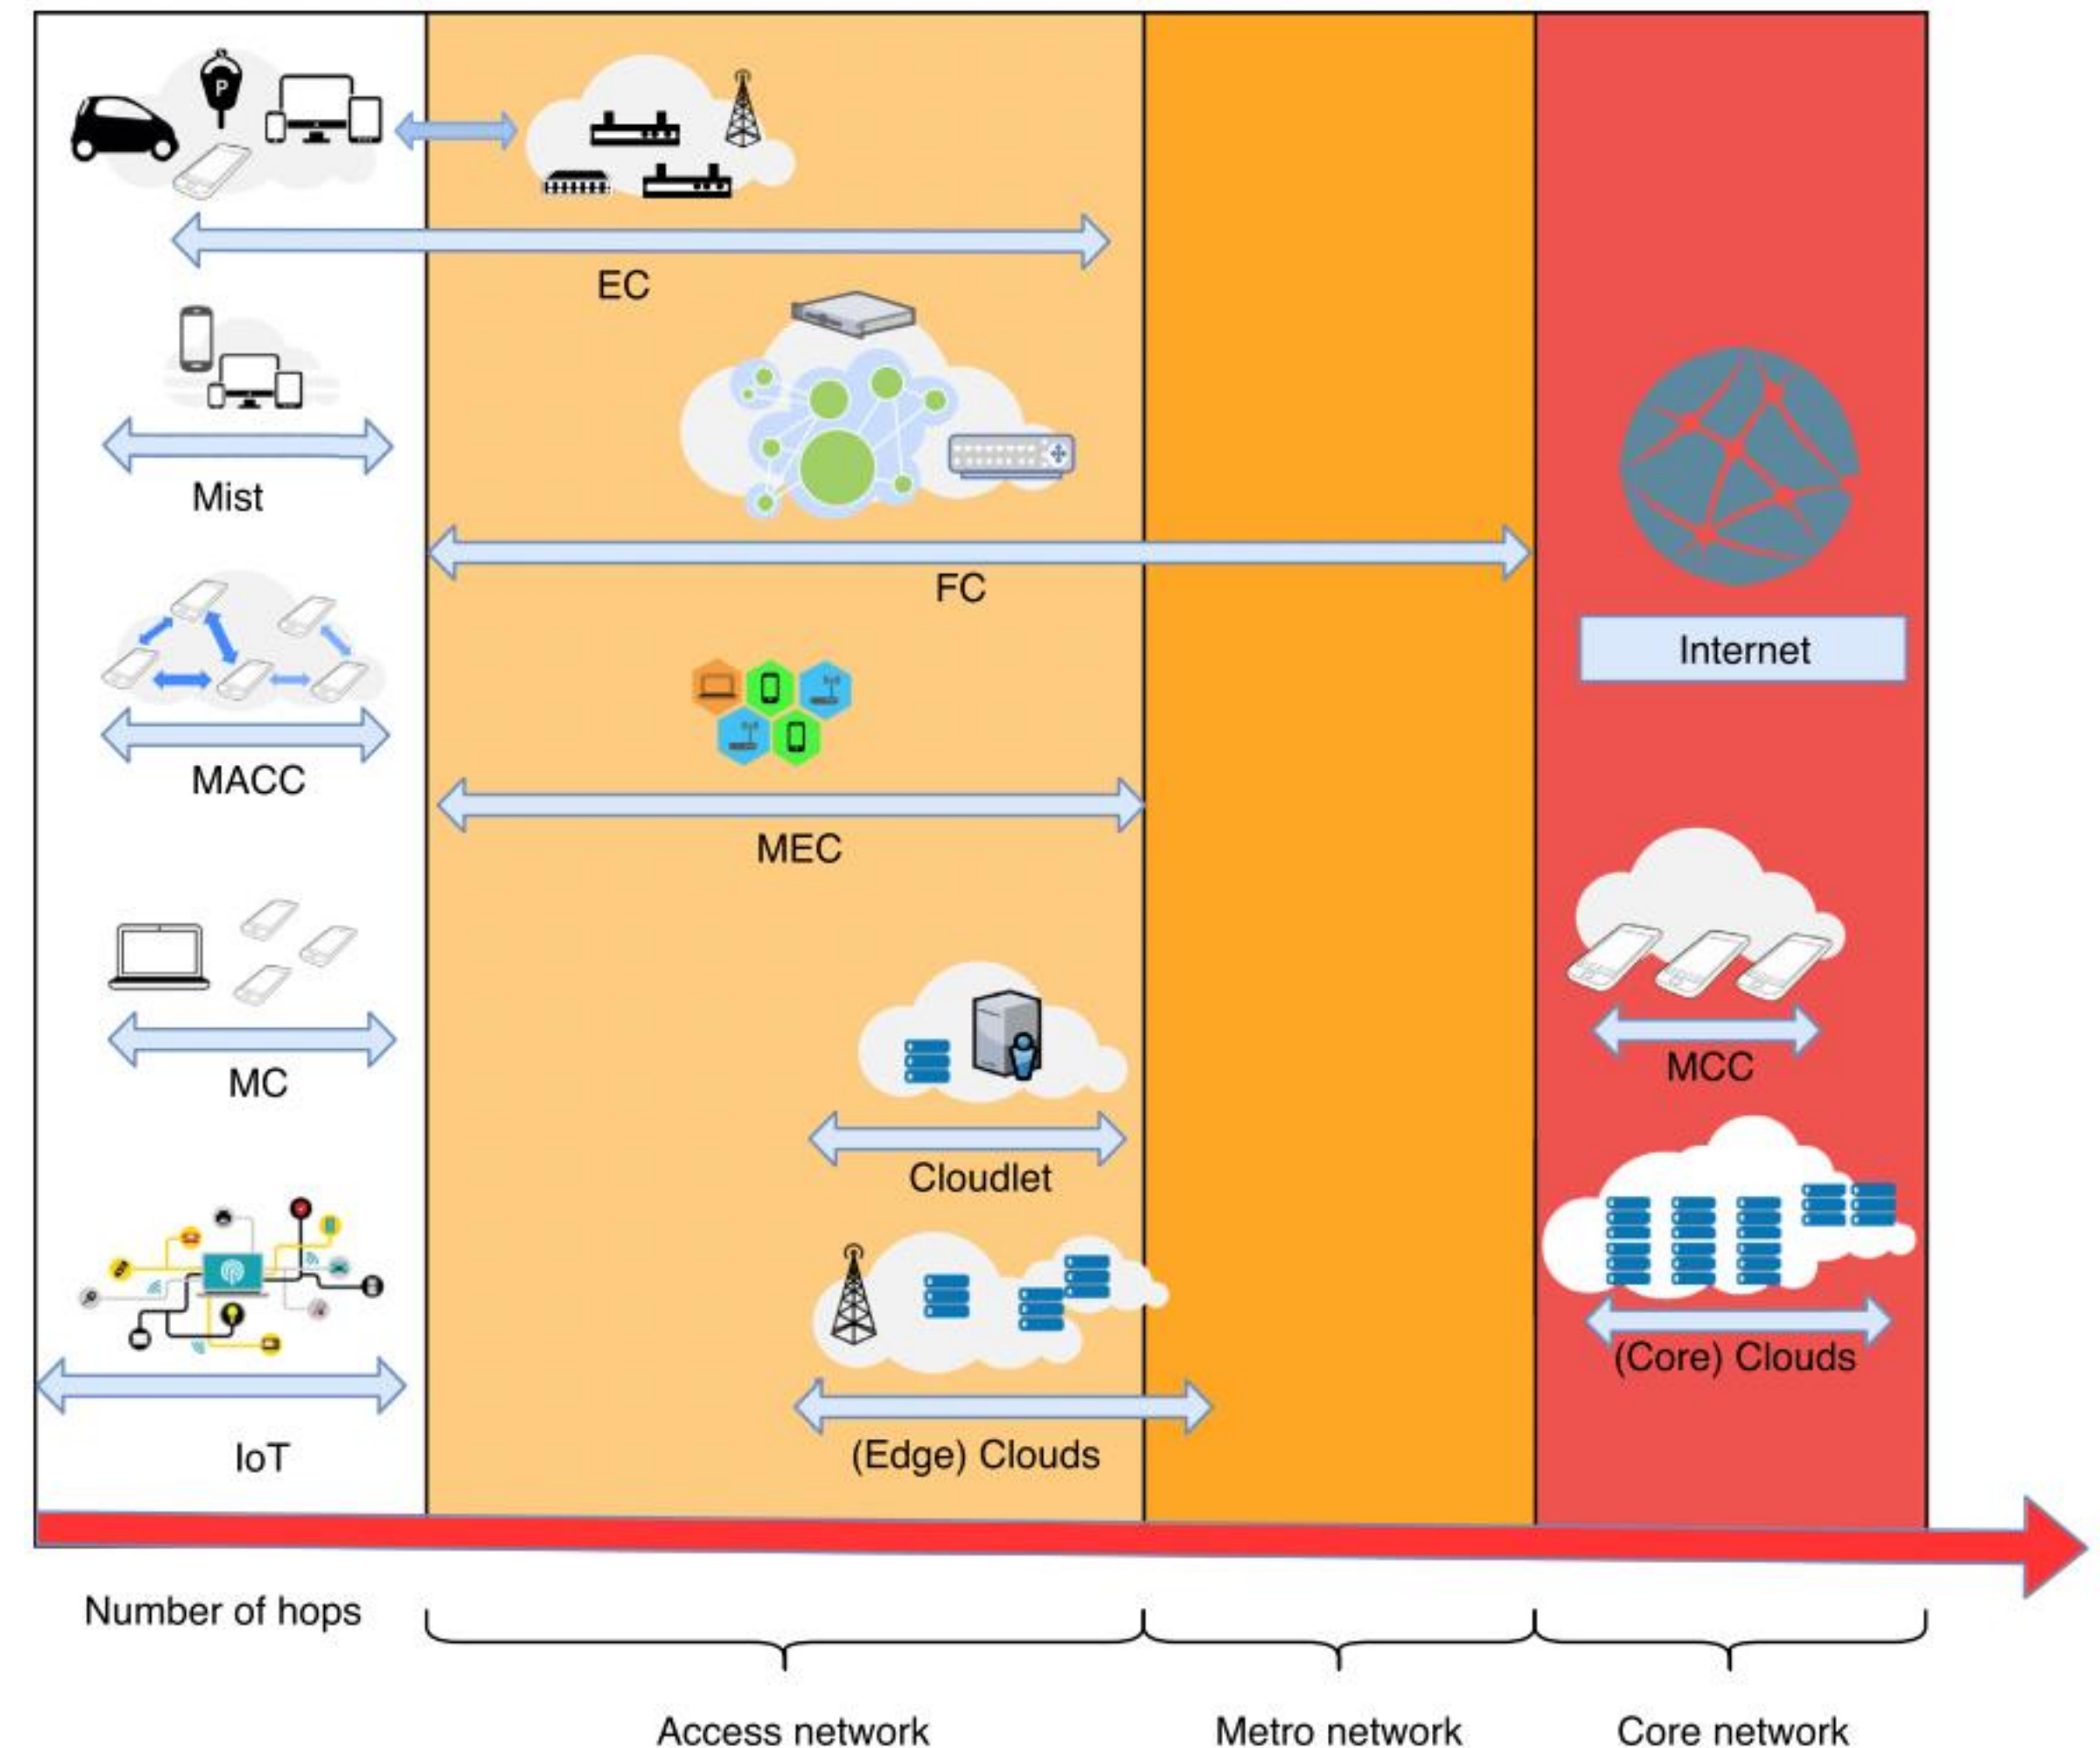 P
EC
Mist
FC
Internet
MACC
MEC
MC
MCC
Cloudlet
(Core) Clouds
(Edge) Clouds
IoT
Number of hops
Access network
Metro network
Core network